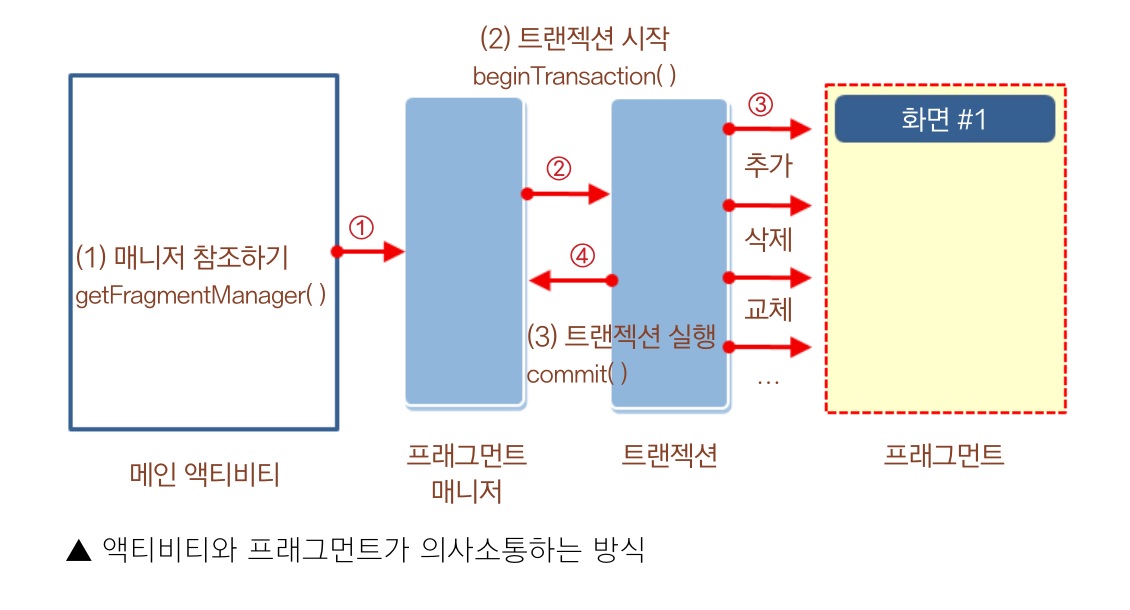 (2) 트랜젝션 시작
beginTransaction( )
③
화면 #1
추가
②
①
삭제
(1) 매니저 참조하기
getFragmentManager( )
④
교체
(3) 트랜젝션 실행
commit( )
...
메인 액티비티
프래그먼트
매니저
트랜젝션
프래그먼트
▲ 액티비티와 프래그먼트가 의사소통하는 방식